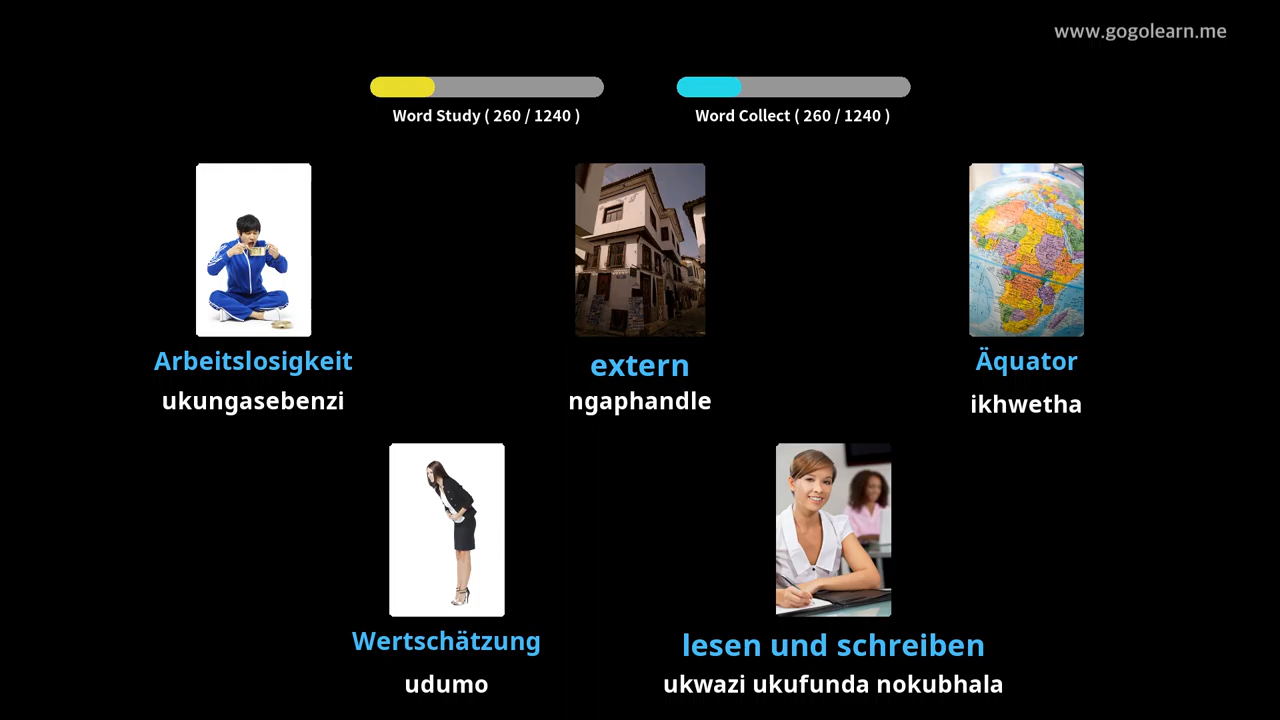 www.gogolearn.me
Word Study ( 260 / 1240 )
Word Collect ( 260 / 1240 )
Arbeitslosigkeit
ukungasebenzi
extern
ngaphandle
Äquator
ikhwetha
Wertschätzung
udumo
lesen und schreiben
ukwazi ukufunda nokubhala